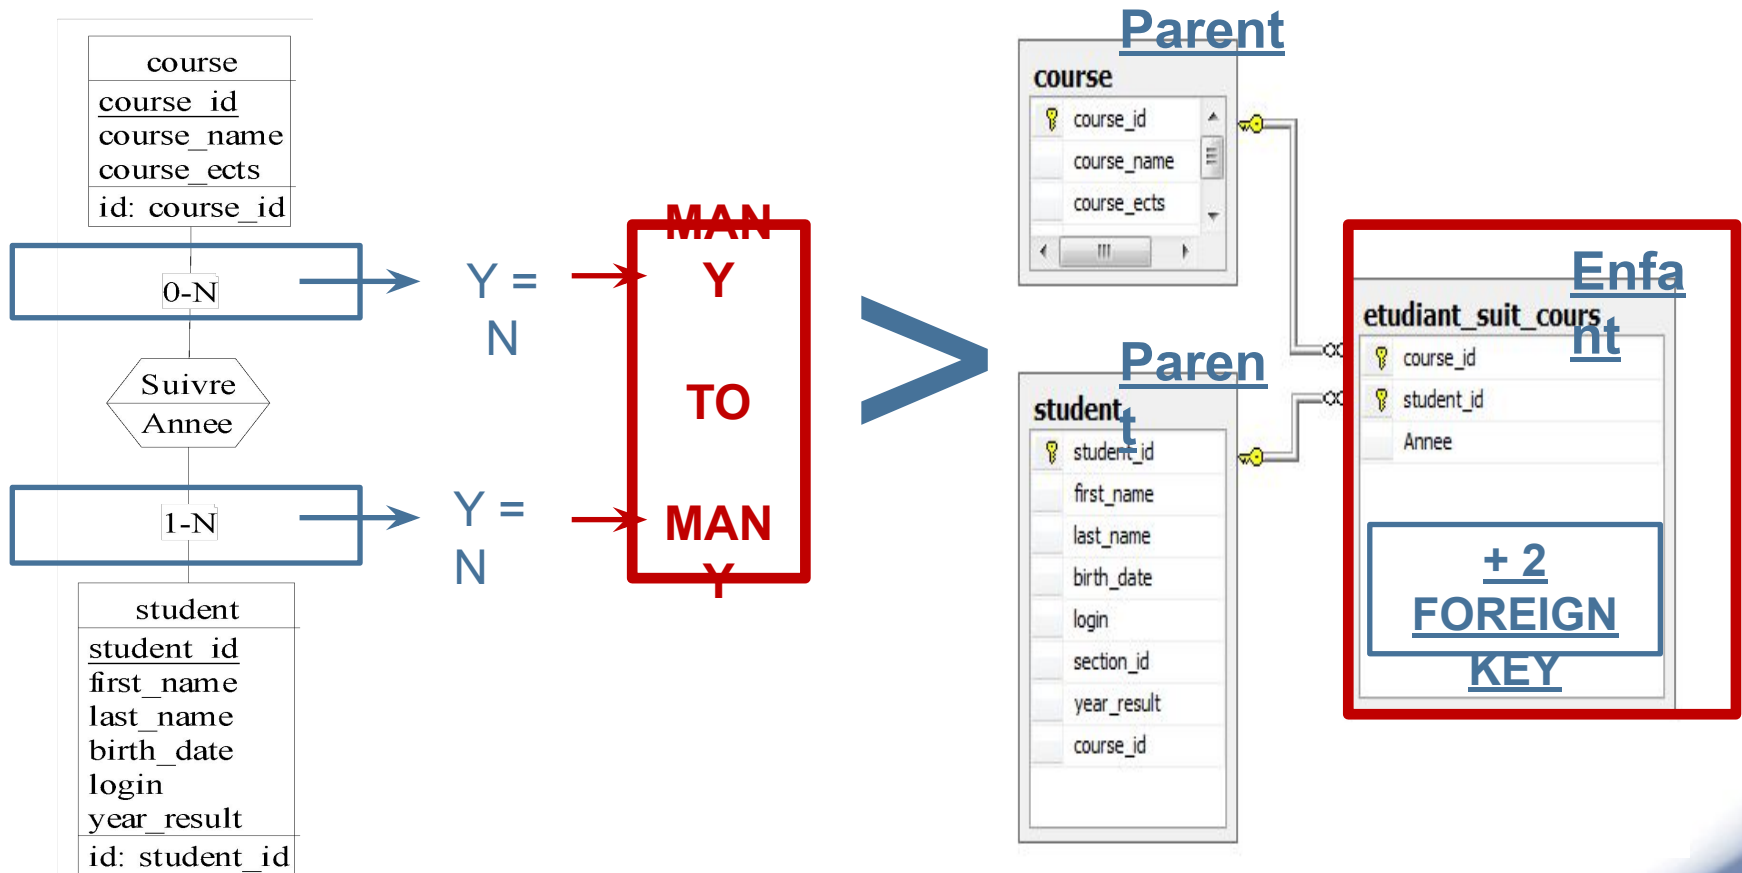 course
course_id
course_name
course_ects
id: course_id
0-N
Suivre
Annee
1-N
student
student_id
first_name
last_name
birth_date
login
year_result
id: student_id
Y =
N
Y =
N
MAN
Y
TO
MAN
Y
>
Parent
course
course_id
course_name
course_ects
Paren
t
student
student_id
first_name
last_name
birth_date
login
section_id
year_result
course_id
Enfa
nt
etudiant_suit_cours
course_id
student_id
Annee
+ 2
FOREIGN
KEY